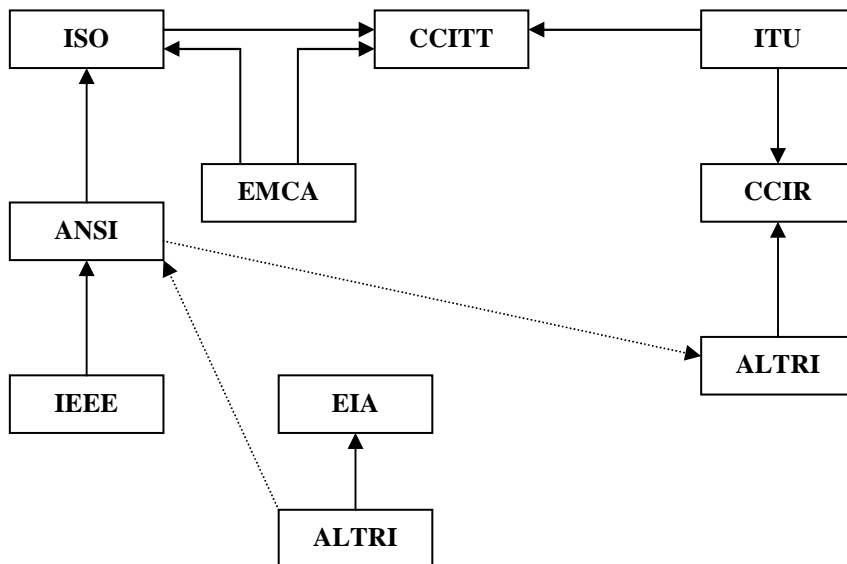 ISO
CCITT
ITU
EMCA
CCIR
ANSI
ALTRI
IEEE
EIA
ALTRI